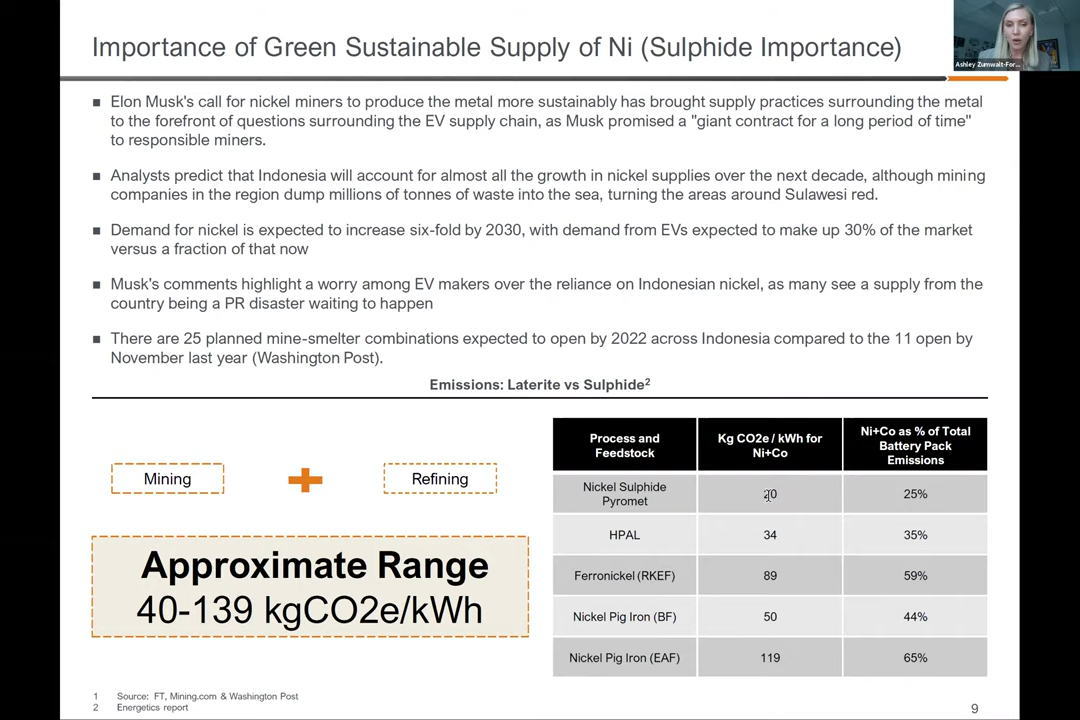 Importance of Green Sustainable Supply of Ni (Sulphide Importance)
Ashley Zumwalt-For...
■ Elon Musk's call for nickel miners to produce the metal more sustainably has brought supply practices surrounding the metal
to the forefront of questions surrounding the EV supply chain, as Musk promised a "giant contract for a long period of time"
to responsible miners.
■ Analysts predict that Indonesia will account for almost all the growth in nickel supplies over the next decade, although mining
companies in the region dump millions of tonnes of waste into the sea, turning the areas around Sulawesi red.
■ Demand for nickel is expected to increase six-fold by 2030, with demand from EVs expected to make up 30% of the market
versus a fraction of that now
■ Musk's comments highlight a worry among EV makers over the reliance on Indonesian nickel, as many see a supply from the
country being a PR disaster waiting to happen
■ There are 25 planned mine-smelter combinations expected to open by 2022 across Indonesia compared to the 11 open by
November last year (Washington Post).
Emissions: Laterite vs Sulphide2
Mining
Refining
Approximate Range
40-139 kgCO2e/kWh
Process and
Feedstock
Kg CO2e / kWh for
Ni+Co
Ni+Co as % of Total
Battery Pack
Emissions
Nickel Sulphide
Pyromet
25%
HPAL
34
35%
Ferronickel (RKEF)
89
59%
Nickel Pig Iron (BF)
50
44%
Nickel Pig Iron (EAF)
119
65%
1 Source: FT, Mining.com & Washington Post
2 Energetics report
9